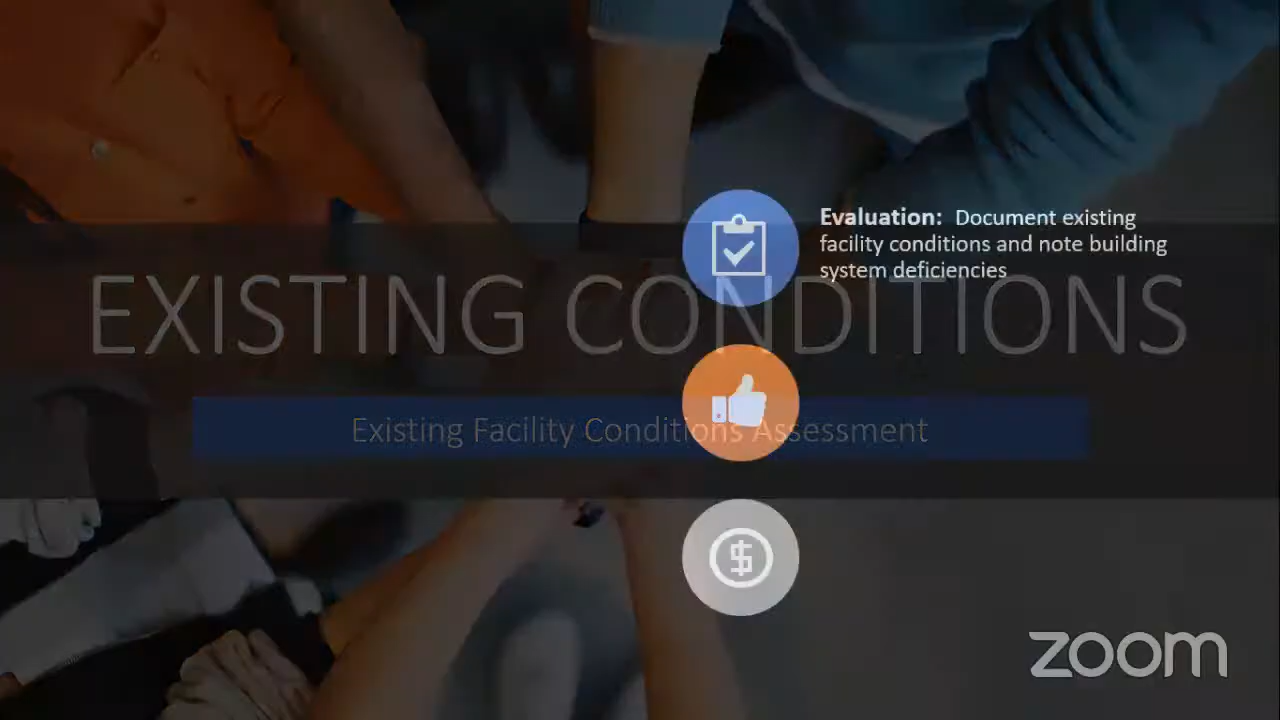 Evaluation: Document existing
facility conditions and note building
system deficiencies
EXISTING CONDITIONS
Existing Facility Conditions Assessment
zoom